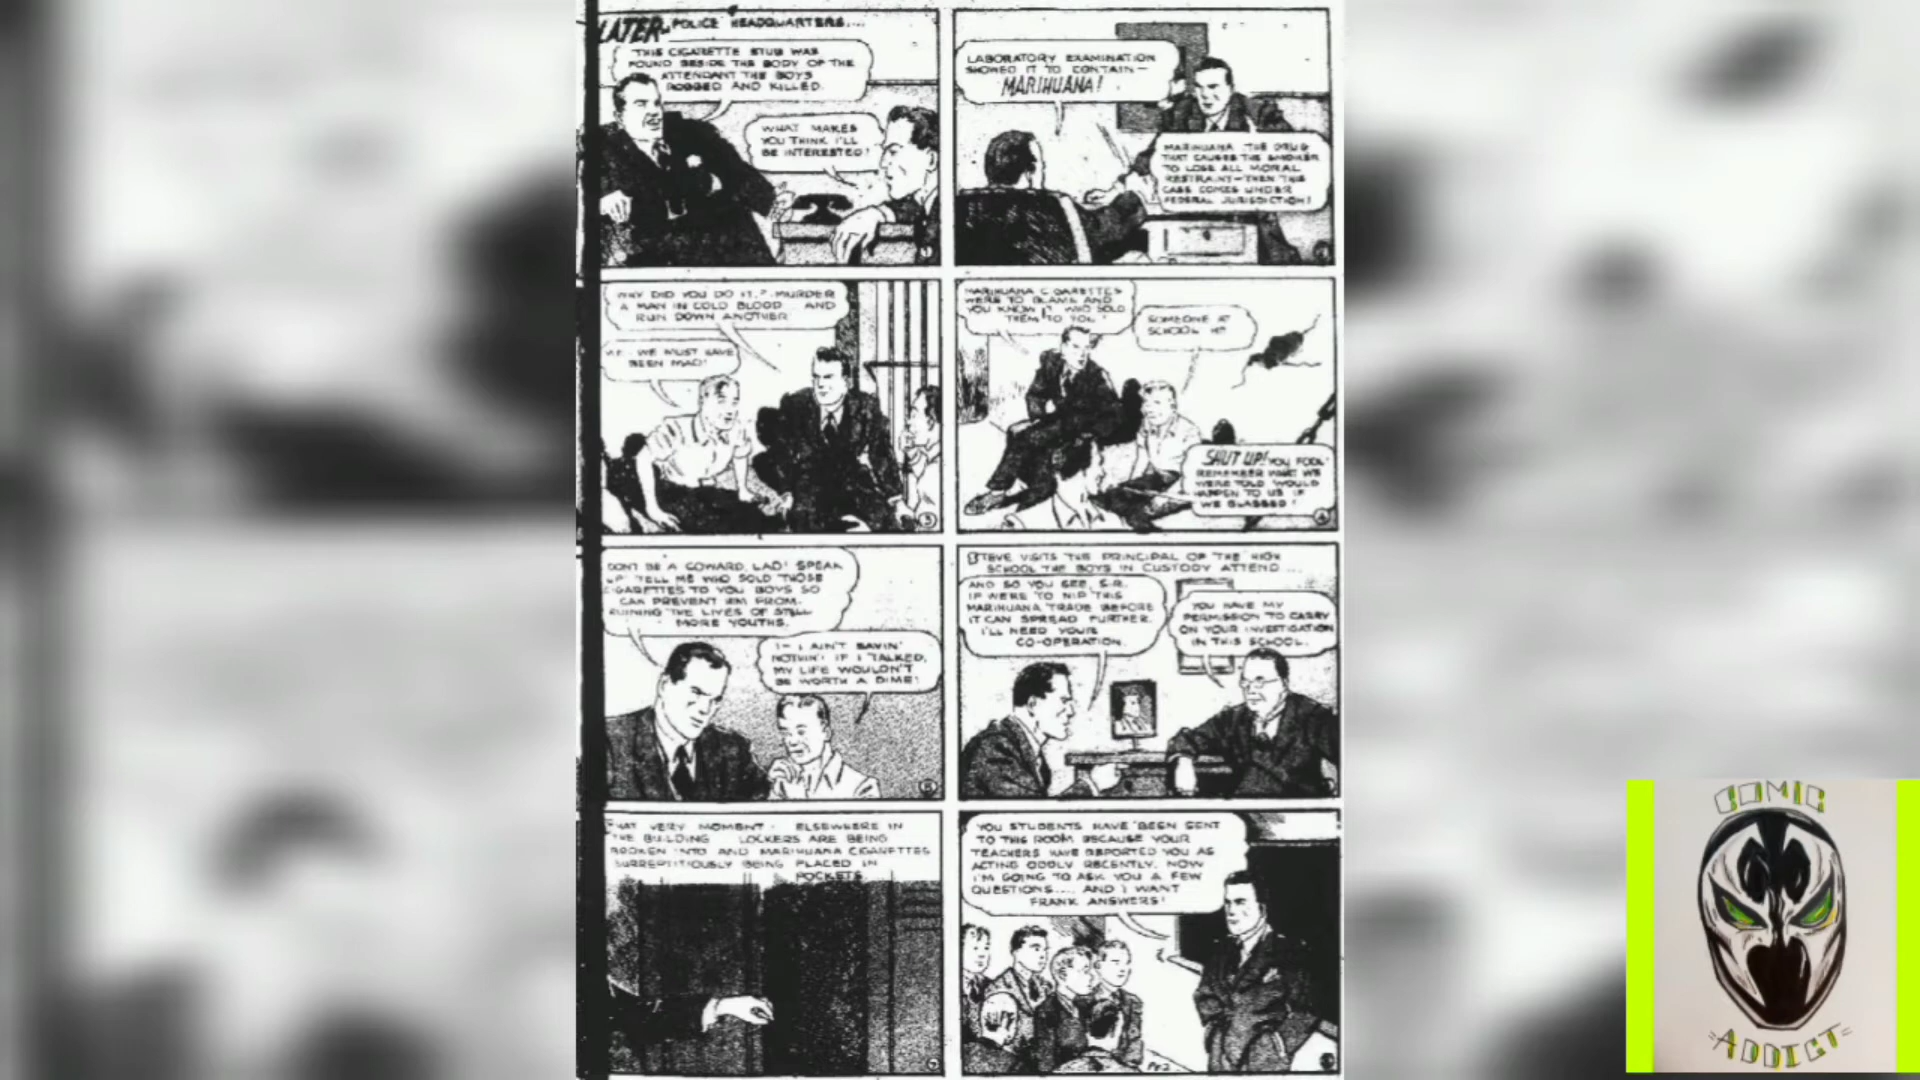 LATER- POLICE HEADQUARTERS....
THIS CIGARETTE STUB WAS
FOUND BESIDE THE BODY OF THE
ATTENDANT THE BOYS
ROBBED AND KILLED.
WHAT MAKES
YOU THINK I'LL
BE INTERESTED?
LABORATORY EXAMINATION
SHOWED IT TO CONTAIN-
MARIHUANA!
MARIHUANA THE DRUG
THAT CAUSES THE SMOKER
TO LOSE ALL MORAL
RESTRAINT-THEN THIS
CASE COMES UNDER
FEDERAL JURISDICTION!
WHY DID YOU DO IT,? MURDER
A MAN IN COLD BLOOD AND
RUN DOWN ANOTHER
WE MUST HAVE
BEEN MAD!
3
MARIHUANA CIGARETTES
WERE TO BLAME AND
YOU KNOW IT. WHO SOLD
THEM TO YOU?
SOMEONE AT
SCHOOL H?
SHUT UP! YOU FOOL
REMEMBER WHAT WE
WERE TOLD WOULD
HAPPEN TO US IF
WE BLABBED!
4
DON'T BE A COWARD, LAD! SPEAK
UP! TELL ME WHO SOLD THOSE
CIGARETTES TO YOU BOYS SO
CAN PREVENT HIM FROM
RUINING THE LIVES OF STILL
MORE YOUTHS.
I- I AIN'T SAYIN'
NOTHIN'! IF I TALKED,
MY LIFE WOULDN'T
BE WORTH A DIME!
STEVE VISITS THE PRINCIPAL OF THE HIGH
SCHOOL THE BOYS IN CUSTODY ATTEND...
AND SO YOU SEE, SIR,
IF WE'RE TO NIP THIS
MARIHUANA TRADE BEFORE
IT CAN SPREAD FURTHER,
I'LL NEED YOUR
CO-OPERATION.
YOU HAVE MY
PERMISSION TO CARRY
ON YOUR INVESTIGATION
IN THIS SCHOOL.
THAT VERY MOMENT: ELSEWHERE IN
THE BUILDING LOCKERS ARE BEING
BROKEN INTO AND MARIHUANA CIGARETTES
SURREPTITIOUSLY BEING PLACED IN
POCKETS...
7
YOU STUDENTS HAVE BEEN SENT
TO THIS ROOM BECAUSE YOUR
TEACHERS HAVE REPORTED YOU AS
ACTING ODDLY RECENTLY. NOW
I'M GOING TO ASK YOU A FEW
QUESTIONS.... AND I WANT
FRANK ANSWERS!
COMIC
ADDICT